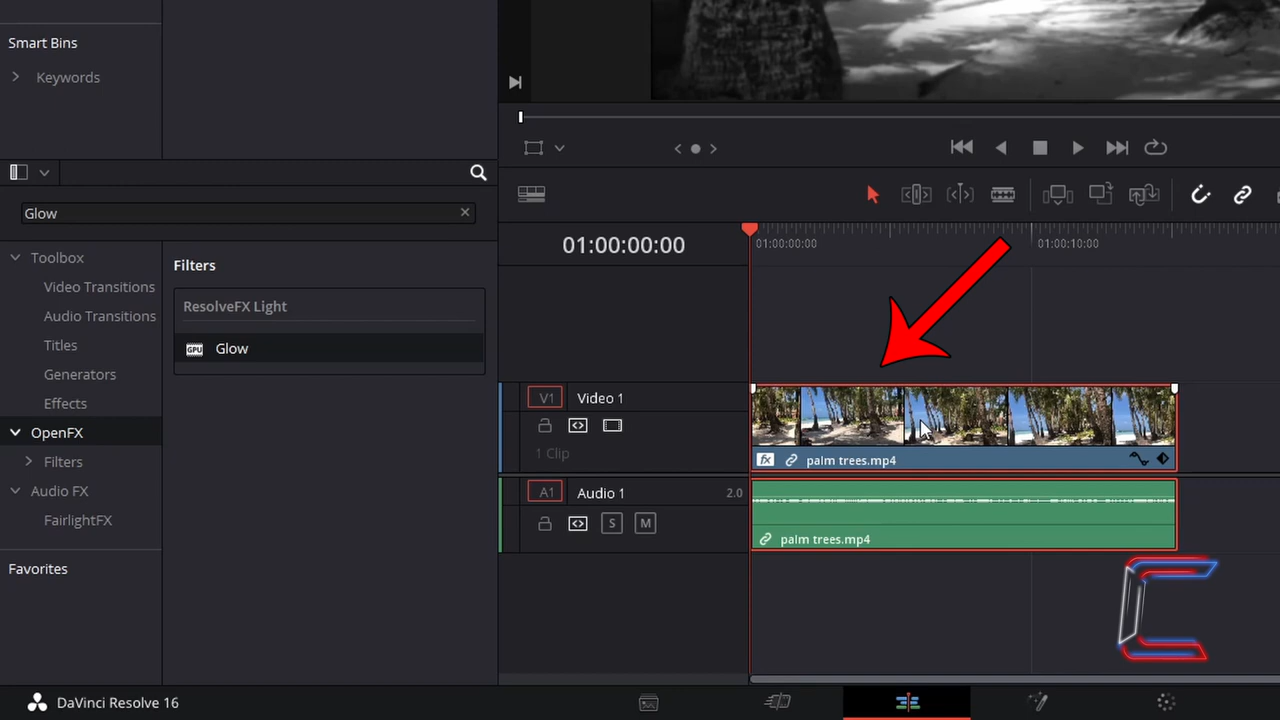 Smart Bins
Keywords
Glow
Toolbox
Video Transitions
Audio Transitions
Titles
Generators
Effects
OpenFX
Filters
Audio FX
FairlightFX
Favorites
Filters
ResolveFX Light
GPU Glow
01:00:00:00
01:00:00:00
01:00:10:00
V1 Video 1
1 Clip
fx palm trees.mp4
A1 Audio 1 2.0
S M
palm trees.mp4
C
DaVinci Resolve 16